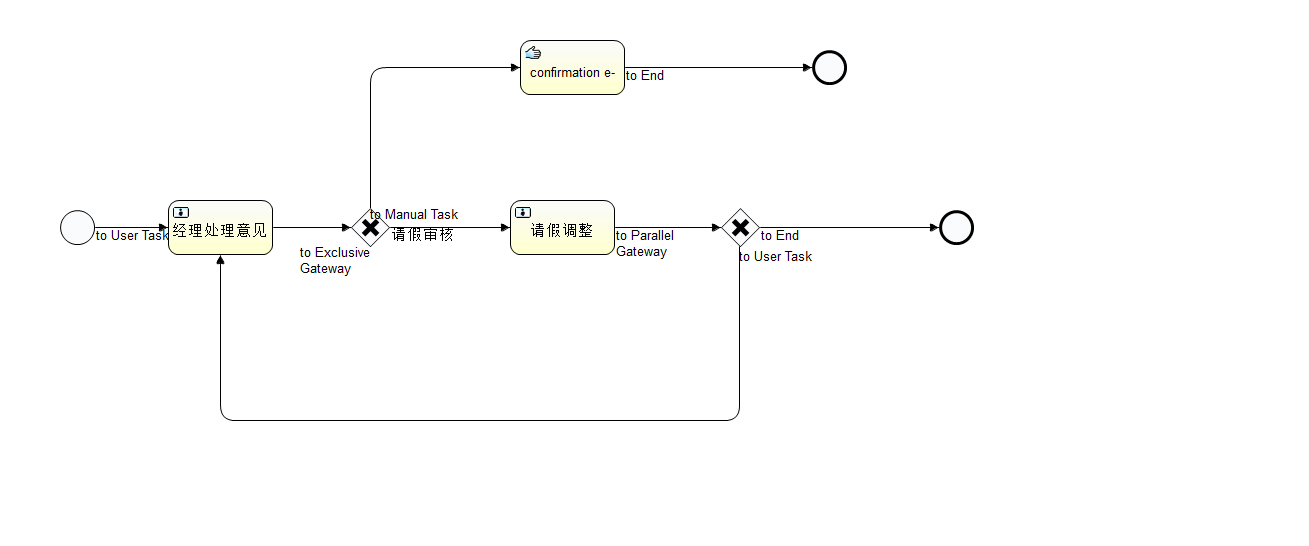 confirmation e-
to End
to User Task
经理处理意见
to Exclusive
Gateway
to Manual Task
请假审核
请假调整
to Parallel
Gateway
to End
to User Task